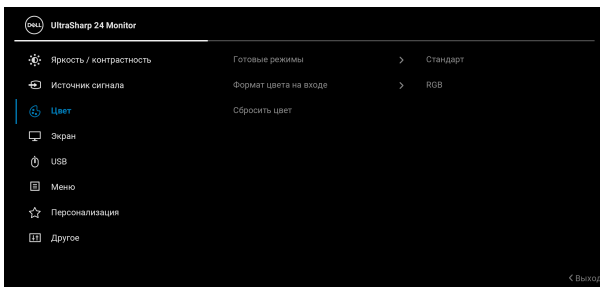 DELL UltraSharp 24 Monitor
Яркость / контрастность Готовые режимы Стандарт
Источник сигнала Формат цвета на входе RGB
Цвет Сбросить цвет
Экран
USB
Меню
Персонализация
Другое
Выход